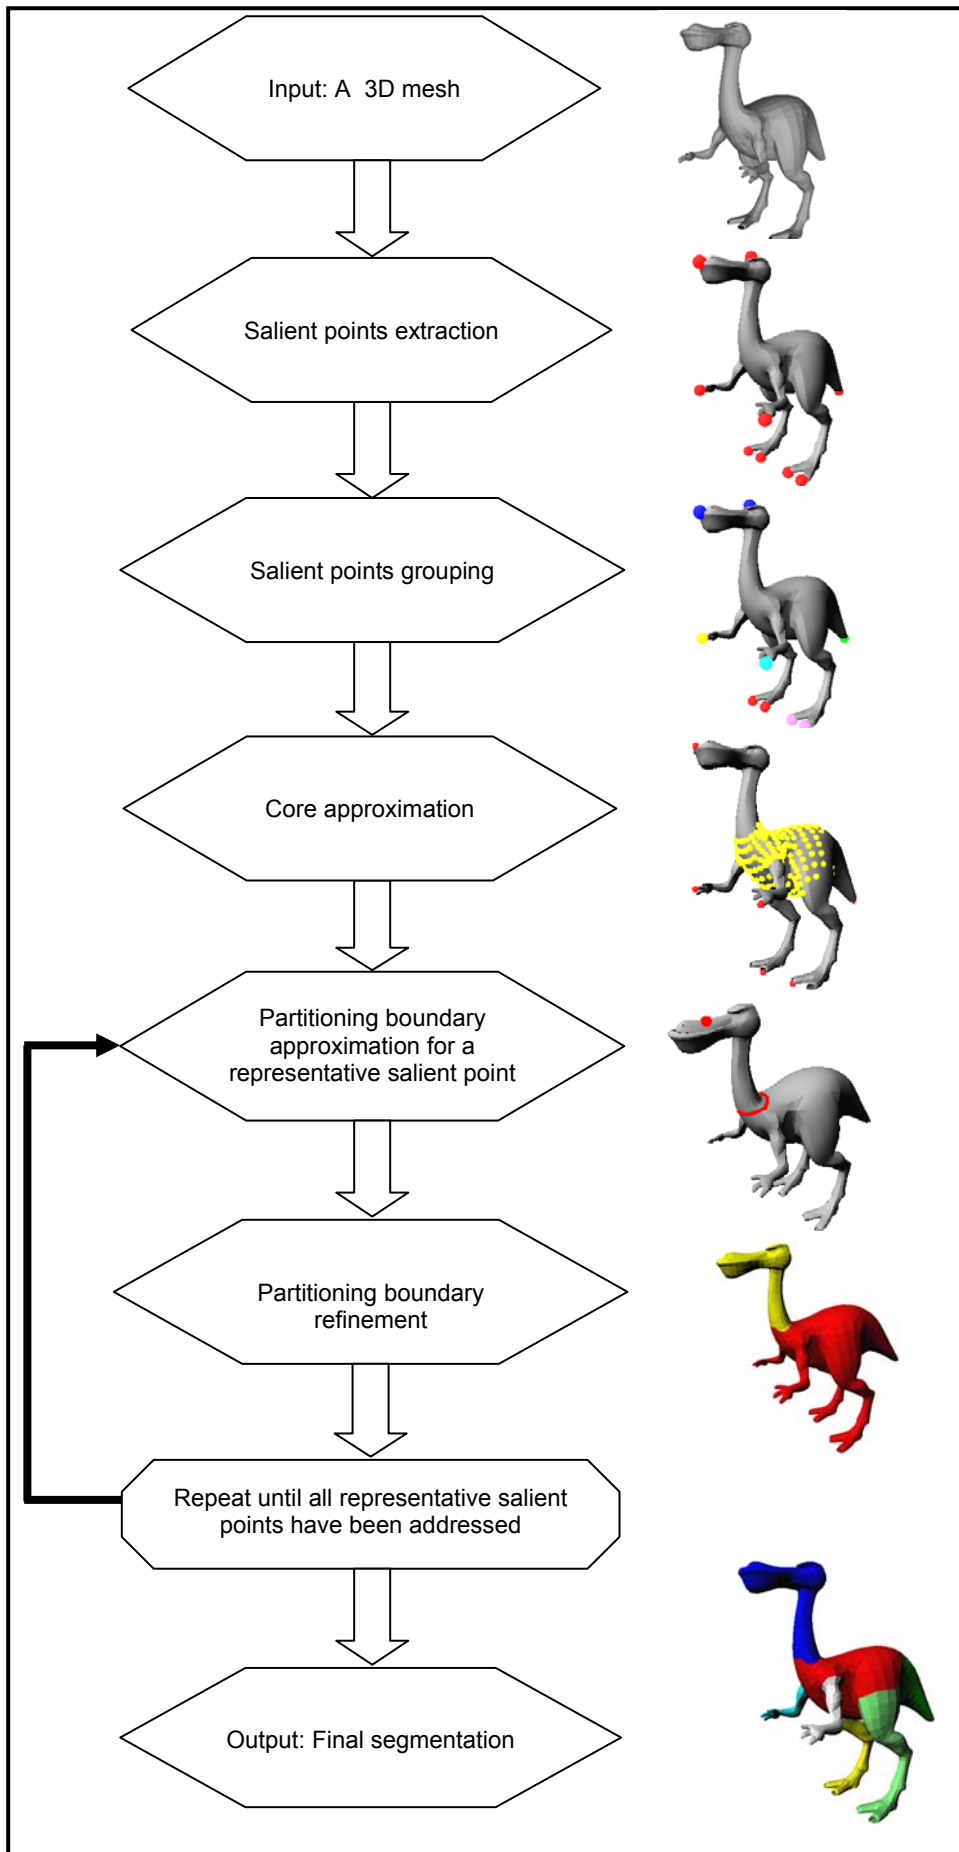 Input: A 3D mesh
Salient points extraction
Salient points grouping
Core approximation
Partitioning boundary
approximation for a
representative salient point
Partitioning boundary
refinement
Repeat until all representative salient
points have been addressed
Output: Final segmentation